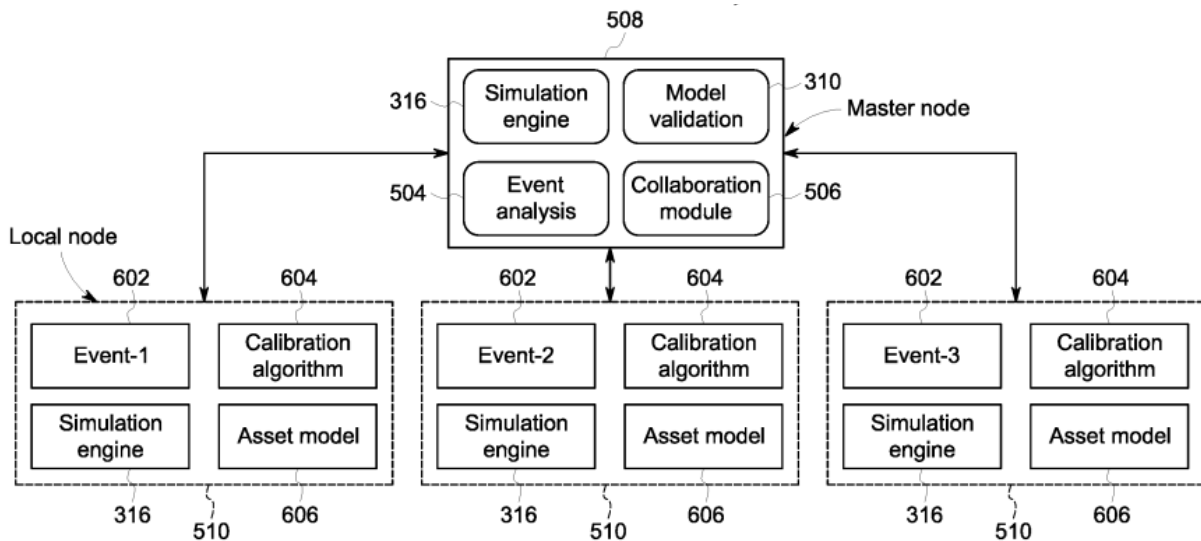 508
316
Simulation
engine
Model
validation
310
Master node
504
Event
analysis
Collaboration
module
506
Local node
602
604
602
604
602
604
Event-1
Calibration
algorithm
Event-2
Calibration
algorithm
Event-3
Calibration
algorithm
Simulation
engine
Asset model
Simulation
engine
Asset model
Simulation
engine
Asset model
316
510
606
316
510
606
316
510
606